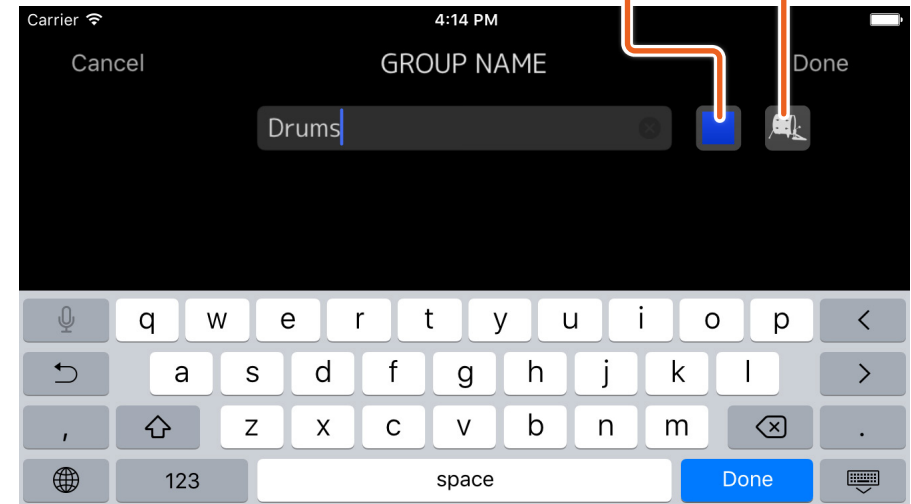 Carrier 4:14 PM
Cancel GROUP NAME Done
Drums
q w e r t y u i o p <
a s d f g h j k l >
, z x c v b n m .
123 space Done